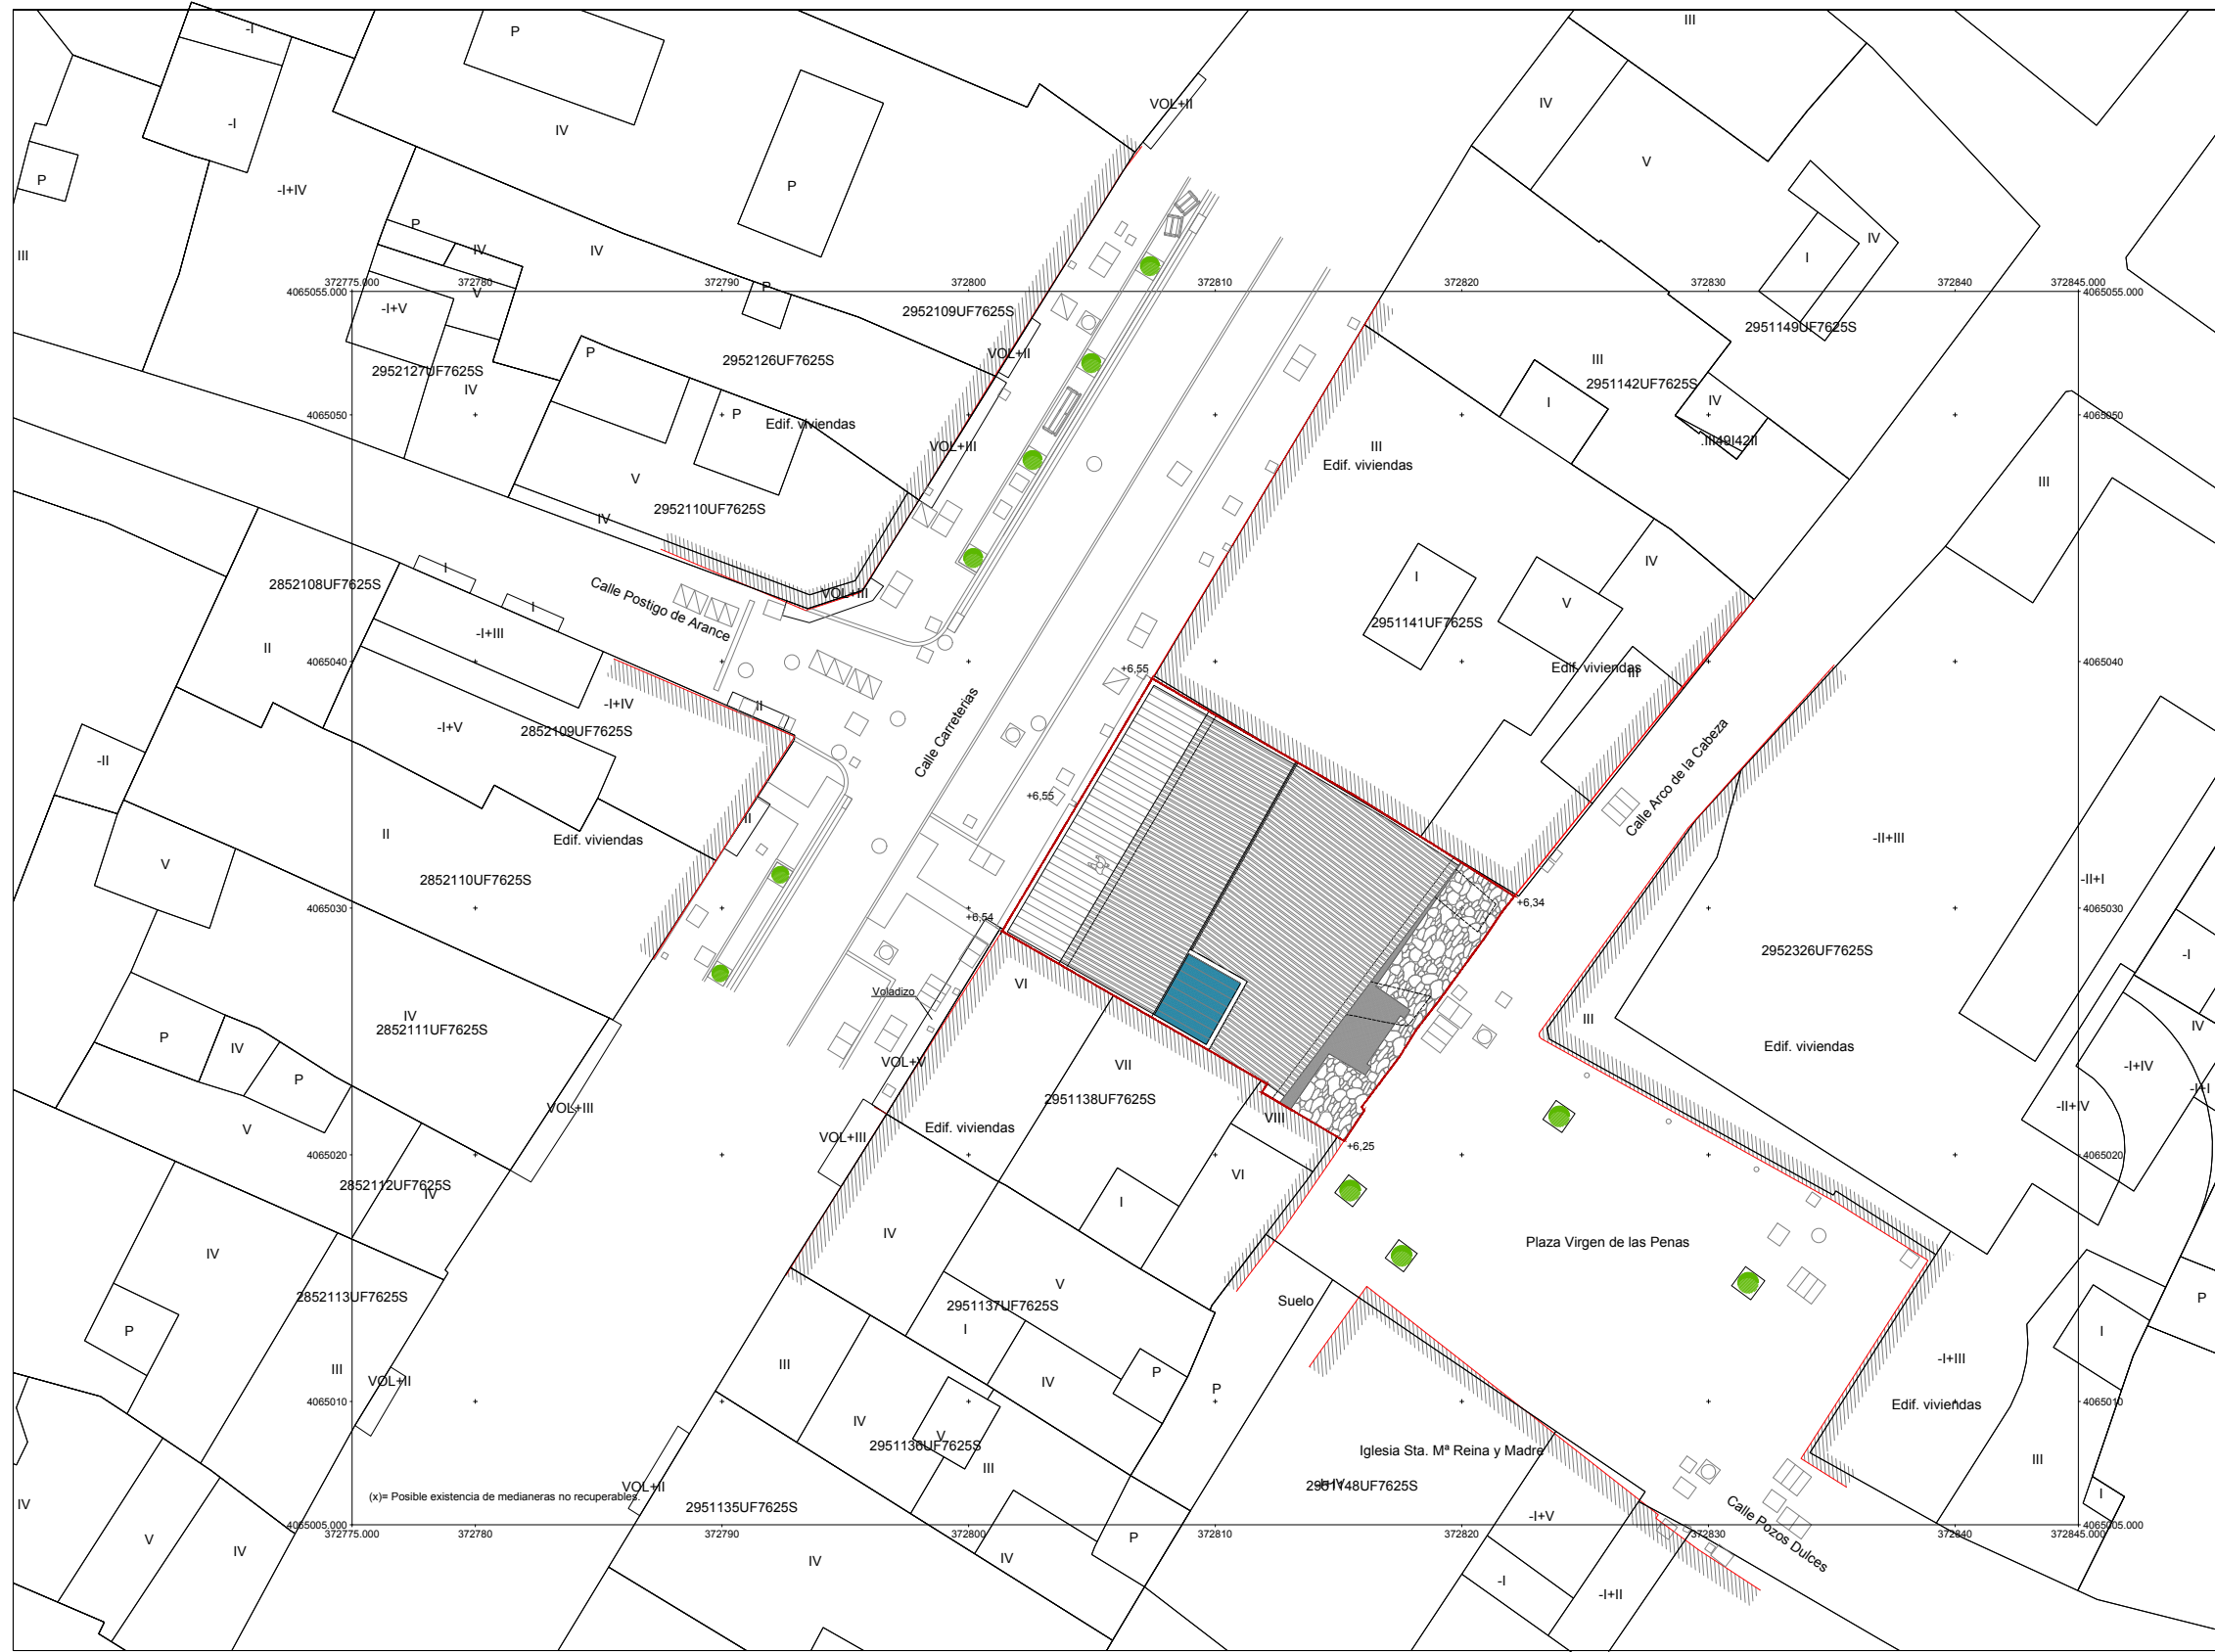 -I
P
III
VOL+II
IV
-I
IV
V
P
-I+IV
P
P
IV
IV
IV
I
III
372775.000
372780
372790
372800
372810
372820
372830
372840
372845.000
4065055.000
4065055.000
P
V
-I+V
2952109UF7625S
2951149UF7625S
P
VOL+II
2952126UF7625S
III
2952127UF7625S
2951142UF7625S
IV
I
IV
4065050
P
Edif. viviendas
4065050
VOL+III
III
Edif. viviendas
V
III
2952110UF7625S
IV
IV
I
2852108UF7625S
I
I
V
Calle Postigo de Arance
VOL+III
-I+III
2951141UF7625S
II
4065040
+6,55
Edif. viviendas
III
4065040
-I+IV
II
-I+V
2852109UF7625S
Calle Carreterias
Calle Arco de la Cabeza
-II
+6,55
II
II
Edif. viviendas
-II+III
V
2852110UF7625S
-II+I
4065030
+6,54
+6,34
4065030
2952326UF7625S
-I
VI
Voladizo
IV
2852111UF7625S
III
IV
P
IV
Edif. viviendas
VOL+V
VII
-I+IV
P
-I+I
2951138UF7625S
VOL+III
-II+IV
VIII
V
Edif. viviendas
VOL+III
+6,25
4065020
4065020
VI
2852112UF7625S
IV
I
IV
Plaza Virgen de las Penas
IV
V
2852113UF7625S
Suelo
P
2951137UF7625S
P
I
I
III
III
-I+III
VOL+II
P
IV
P
4065010
Edif. viviendas
4065010
IV
V
2951136UF7625S
Iglesia Sta. Mª Reina y Madre
III
III
VOL+II
2951148UF7625S
(x)= Posible existencia de medianeras no recuperables.
I
IV
2951135UF7625S
-I+V
Calle Pozos Dulces
4065005.000
4065005.000
372775.000
372780
372790
372800
372810
372820
372830
372840
372845.000
V
P
IV
IV
IV
-I
-I+II